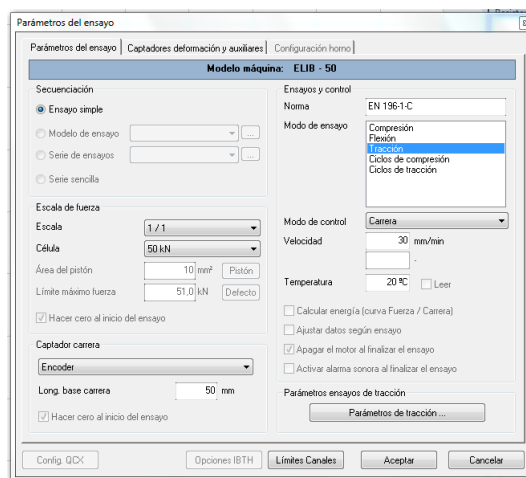 Parámetros del ensayo
Parámetros del ensayo
Captadores deformación y auxiliares
Configuración horno
Modelo máquina: ELIB - 50
Secuenciación
Ensayo simple
Modelo de ensayo
...
Serie de ensayos
...
Serie sencilla
Escala de fuerza
Escala
1 / 1
Célula
50 kN
Área del pistón
10 mm²
Pistón
Límite máximo fuerza
51,0 kN
Defecto
Hacer cero al inicio del ensayo
Captador carrera
Encoder
Long. base carrera
50 mm
Hacer cero al inicio del ensayo
Ensayos y control
Norma
EN 196-1-C
Modo de ensayo
Compresión
Flexión
Tracción
Ciclos de compresión
Ciclos de tracción
Modo de control
Carrera
Velocidad
30 mm/min
-
Temperatura
20 ºC
Leer
Calcular energía (curva Fuerza / Carrera)
Ajustar datos según ensayo
Apagar el motor al finalizar el ensayo
Activar alarma sonora al finalizar el ensayo
Parámetros ensayos de tracción
Parámetros de tracción ...
Config. QCX
Opciones IBTH
Límites Canales
Aceptar
Cancelar